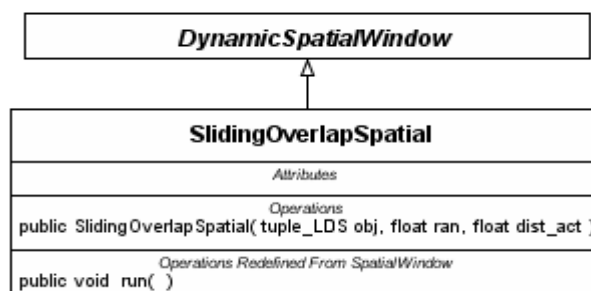 DynamicSpatialWindow
SlidingOverlapSpatial
Attributes
Operations
public SlidingOverlapSpatial( tuple_LDS obj, float ran, float dist_act )
Operations Redefined From SpatialWindow
public void run( )